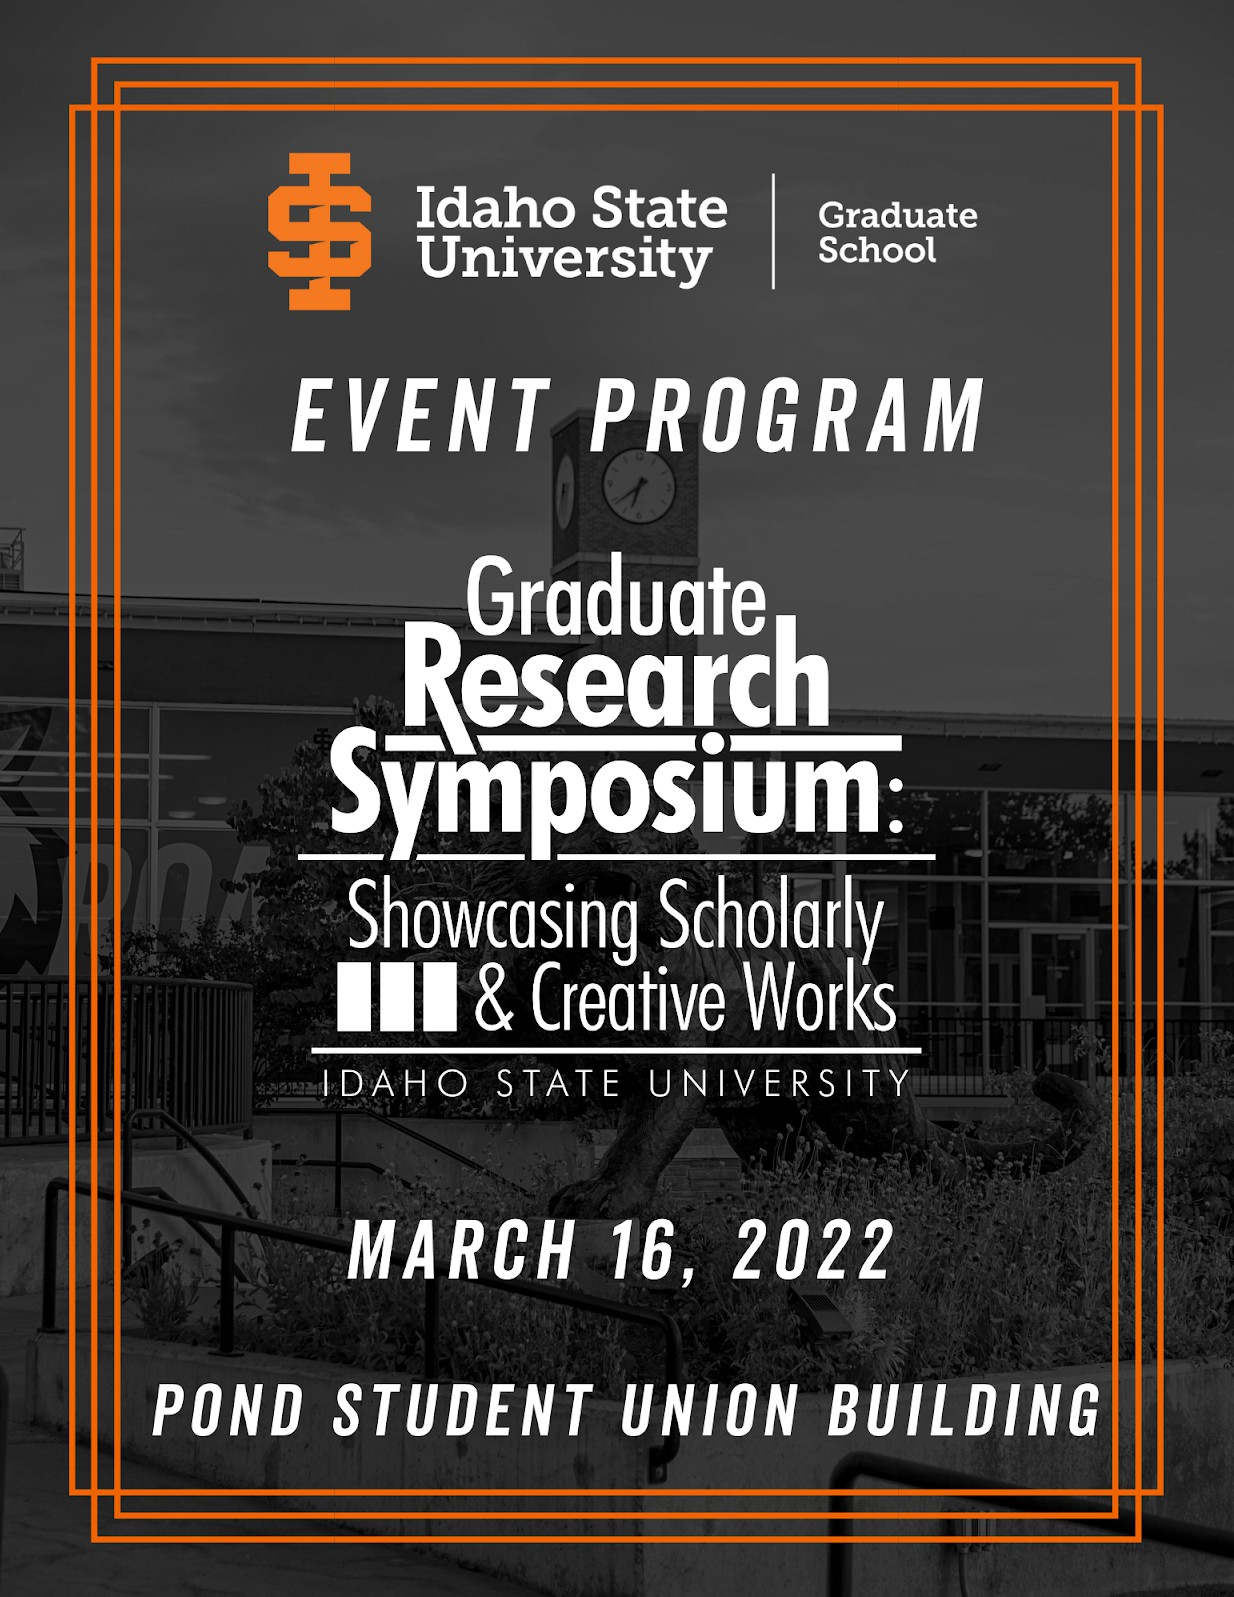 Idaho State
University
Graduate
School
EVENT PROGRAM
Graduate
Research
Symposium:
Showcasing Scholarly
& Creative Works
IDAHO STATE UNIVERSITY
MARCH 16, 2022
POND STUDENT UNION BUILDING